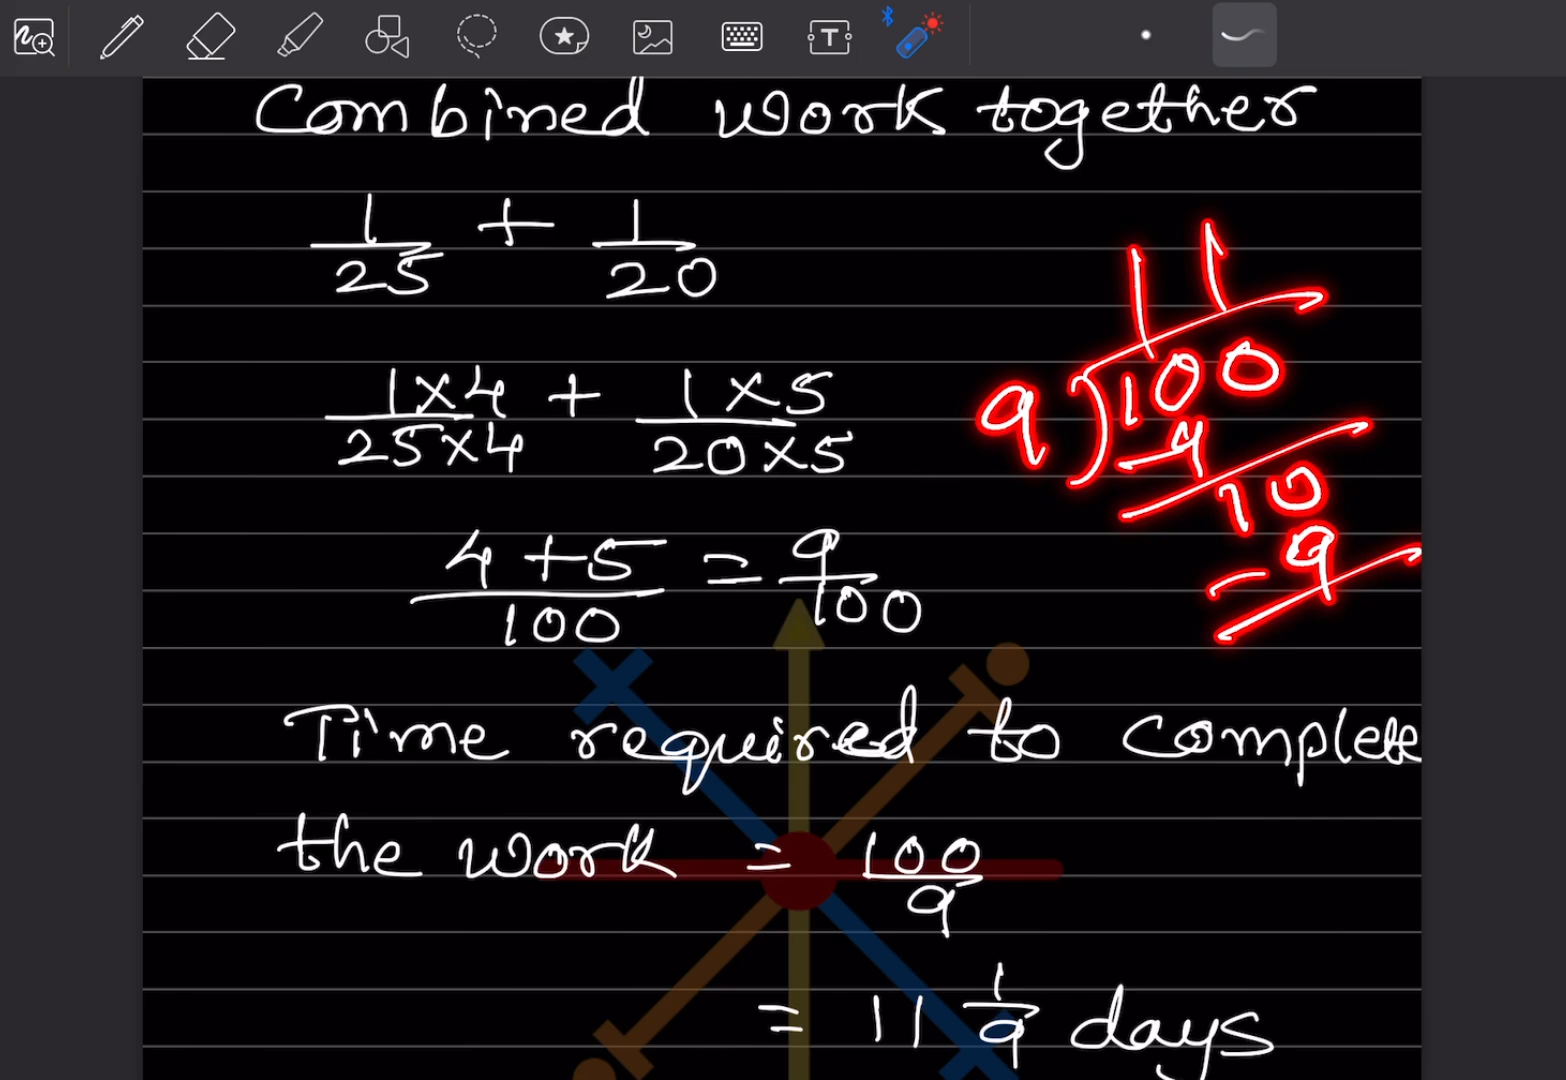 Combined work together
1/25 + 1/20
1×4/25×4 + 1×5/20×5
4+5/100 = 9/100
Time required to complete
the work = 100/9
= 11 1/9 days
11
9)100
-9
10
-9
T